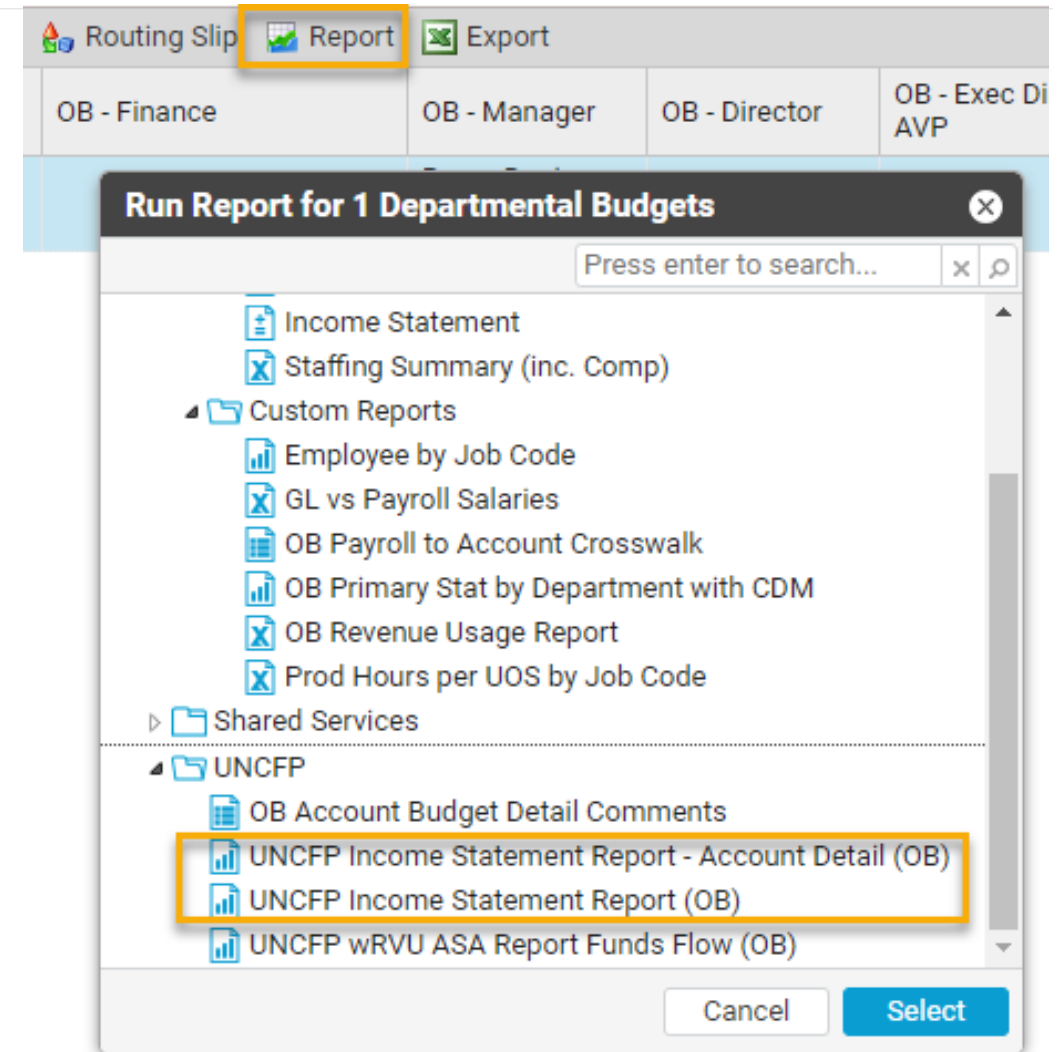 Routing Slip Report Export
OB - Finance OB - Manager OB - Director OB - Exec Di
AVP
Run Report for 1 Departmental Budgets
Press enter to search...
Income Statement
Staffing Summary (inc. Comp)
Custom Reports
Employee by Job Code
GL vs Payroll Salaries
OB Payroll to Account Crosswalk
OB Primary Stat by Department with CDM
OB Revenue Usage Report
Prod Hours per UOS by Job Code
Shared Services
UNCFP
OB Account Budget Detail Comments
UNCFP Income Statement Report - Account Detail (OB)
UNCFP Income Statement Report (OB)
UNCFP wRVU ASA Report Funds Flow (OB)
Cancel Select